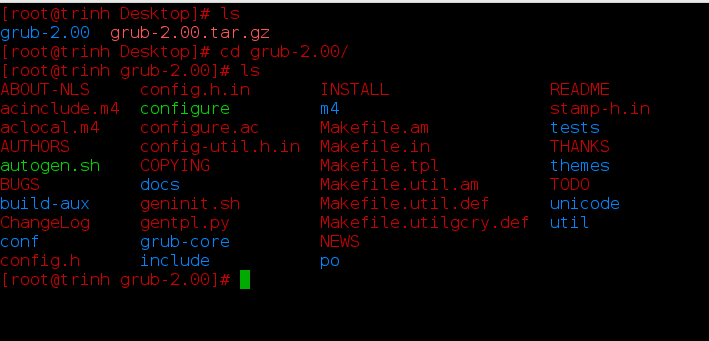 [root@trinh Desktop]# ls
grub-2.00  grub-2.00.tar.gz
[root@trinh Desktop]# cd grub-2.00/
[root@trinh grub-2.00]# ls
ABOUT-NLS     config.h.in       INSTALL               README
acinclude.m4  configure         m4                    stamp-h.in
aclocal.m4    configure.ac      Makefile.am           tests
AUTHORS       config-util.h.in  Makefile.in           THANKS
autogen.sh    COPYING           Makefile.tpl          themes
BUGS          docs              Makefile.util.am      TODO
build-aux     geninit.sh        Makefile.util.def     unicode
ChangeLog     gentpl.py         Makefile.utilgcry.def util
conf          grub-core         NEWS
config.h      include           po
[root@trinh grub-2.00]#